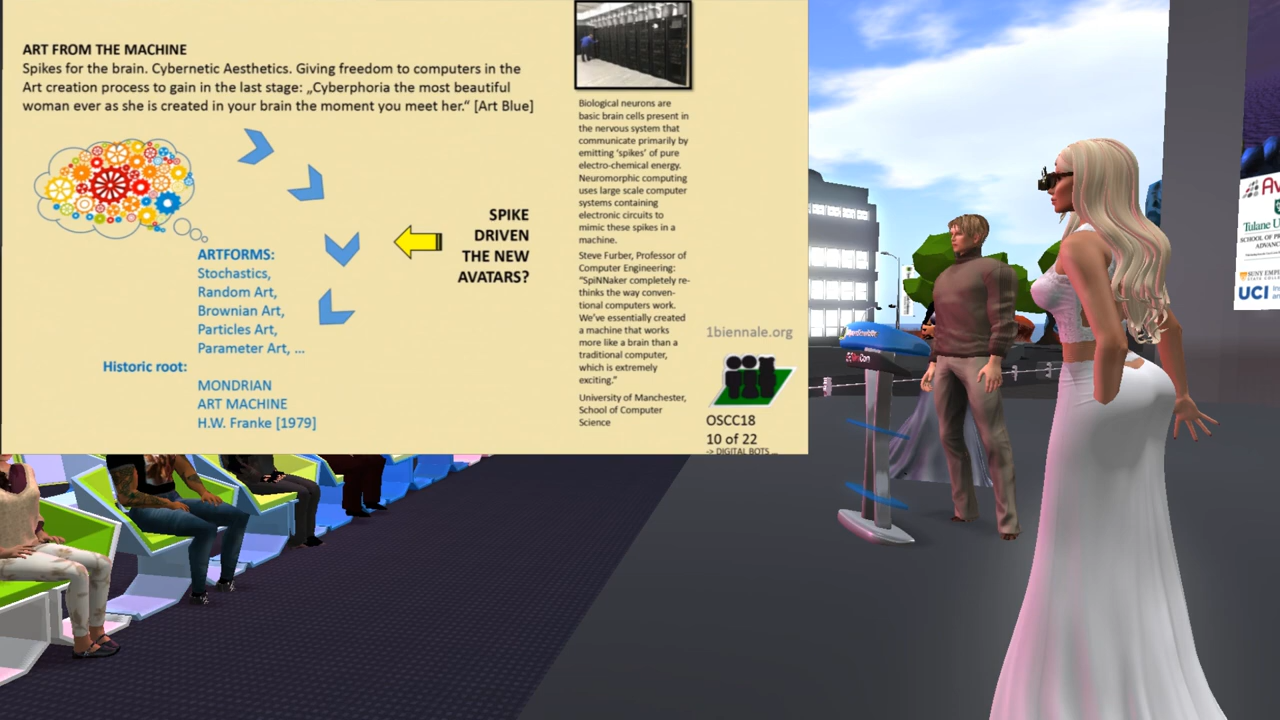 ART FROM THE MACHINE
Spikes for the brain. Cybernetic Aesthetics. Giving freedom to computers in the
Art creation process to gain in the last stage: „Cyberphoria the most beautiful
woman ever as she is created in your brain the moment you meet her.“ [Art Blue]
SPIKE
DRIVEN
THE NEW
AVATARS?
ARTFORMS:
Stochastics,
Random Art,
Brownian Art,
Particles Art,
Parameter Art, ...
Historic root:
MONDRIAN
ART MACHINE
H.W. Franke [1979]
Biological neurons are
basic brain cells present in
the nervous system that
communicate primarily by
emitting ‘spikes’ of pure
electro-chemical energy.
Neuromorphic computing
uses large scale computer
systems containing
electronic circuits to
mimic these spikes in a
machine.
Steve Furber, Professor of
Computer Engineering:
“SpiNNaker completely re-
thinks the way conven-
tional computers work.
We’ve essentially created
a machine that works
more like a brain than a
traditional computer,
which is extremely
exciting.”
University of Manchester,
School of Computer
Science
1biennale.org
OSCC18
10 of 22
-> DIGITAL BOTS ...
Tulane
UCI